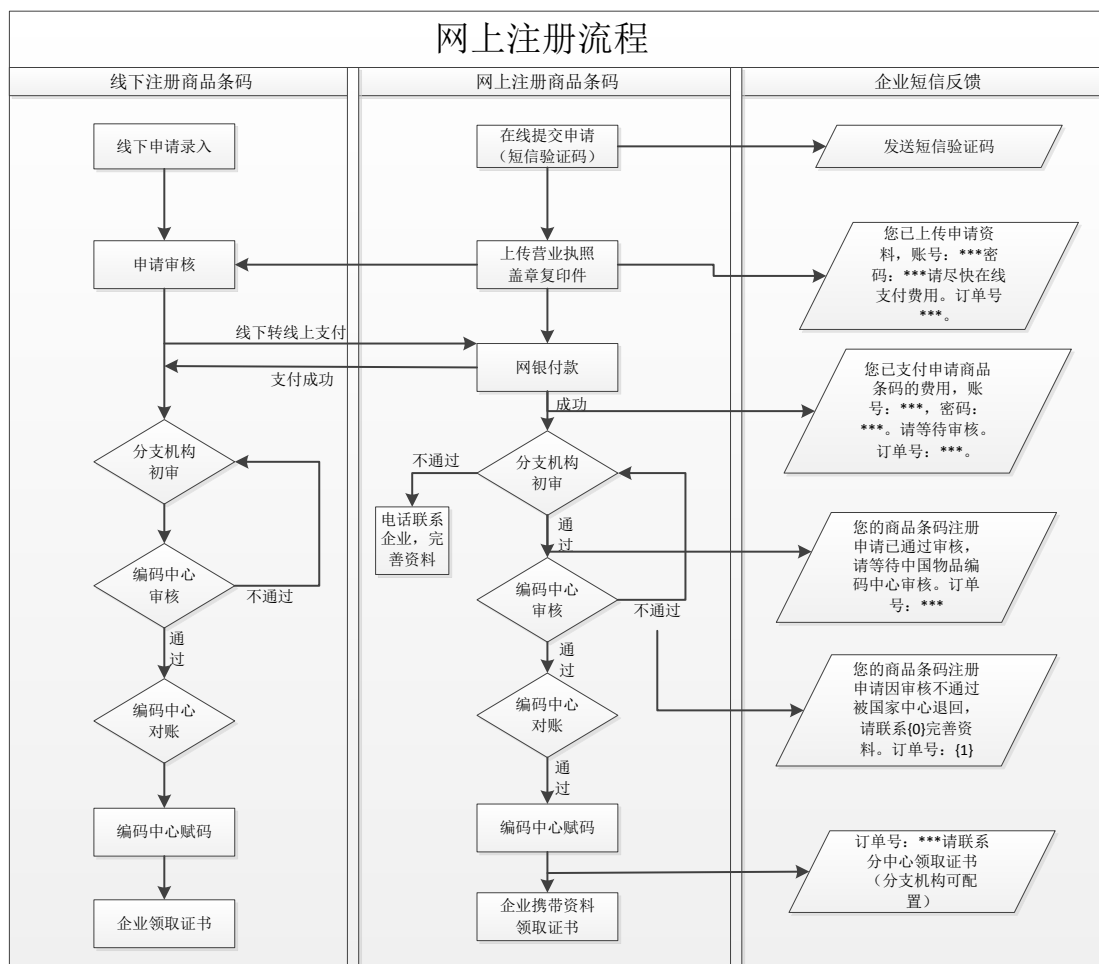 网上注册流程
线下注册商品条码
网上注册商品条码
企业短信反馈
线下申请录入
在线提交申请
（短信验证码）
发送短信验证码
申请审核
上传营业执照
盖章复印件
您已上传申请资
料，账号：***密
码：***请尽快在线
支付费用。订单号
***。
线下转线上支付
网银付款
支付成功
成功
您已支付申请商品
条码的费用，账
号：***，密码：
***。请等待审核。
订单号：***。
分支机构
初审
不通过
分支机构
初审
电话联系
企业，完
善资料
通
过
您的商品条码注册
申请已通过审核，
请等待中国物品编
码中心审核。订单
号：***
编码中心
审核
不通过
编码中心
审核
不通过
通
过
通
过
您的商品条码注册
申请因审核不通过
被国家中心退回，
请联系{0}完善资
料。订单号：{1}
编码中心
对账
编码中心
对账
通
过
编码中心赋码
编码中心赋码
订单号：***请联系
分中心领取证书
（分支机构可配
置）
企业领取证书
企业携带资料
领取证书